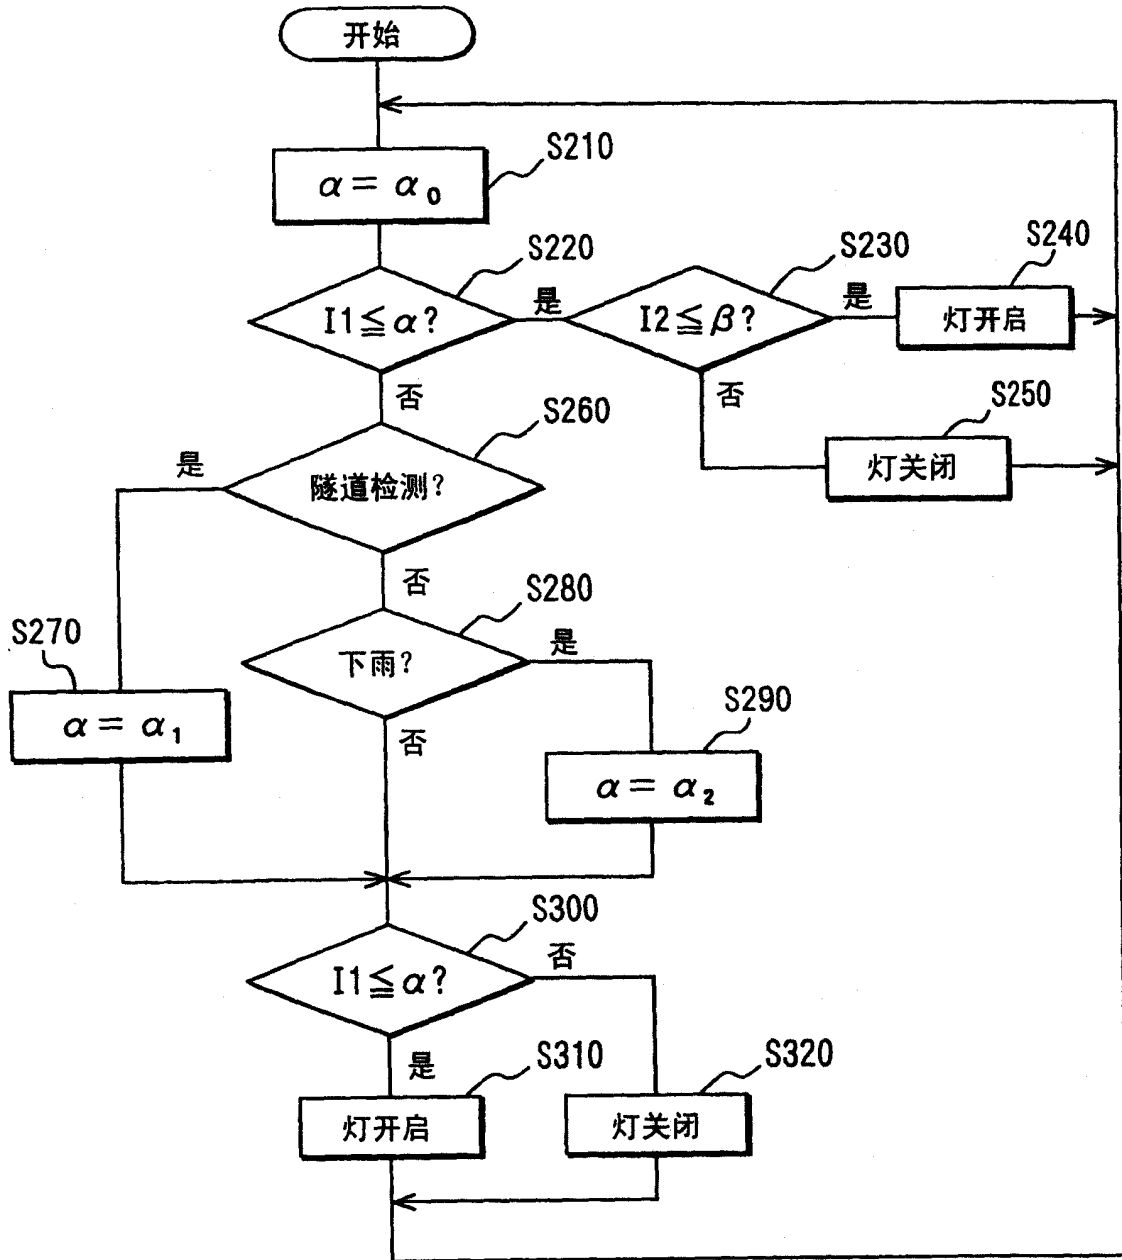 开始
S210
α = α₀
S220
I1≦α?
是
S230
I2≦β?
是
S240
灯开启
否
否
S250
灯关闭
S260
隧道检测?
是
否
S270
α = α₁
S280
下雨?
是
否
S290
α = α₂
S300
I1≦α?
否
是
S310
灯开启
S320
灯关闭